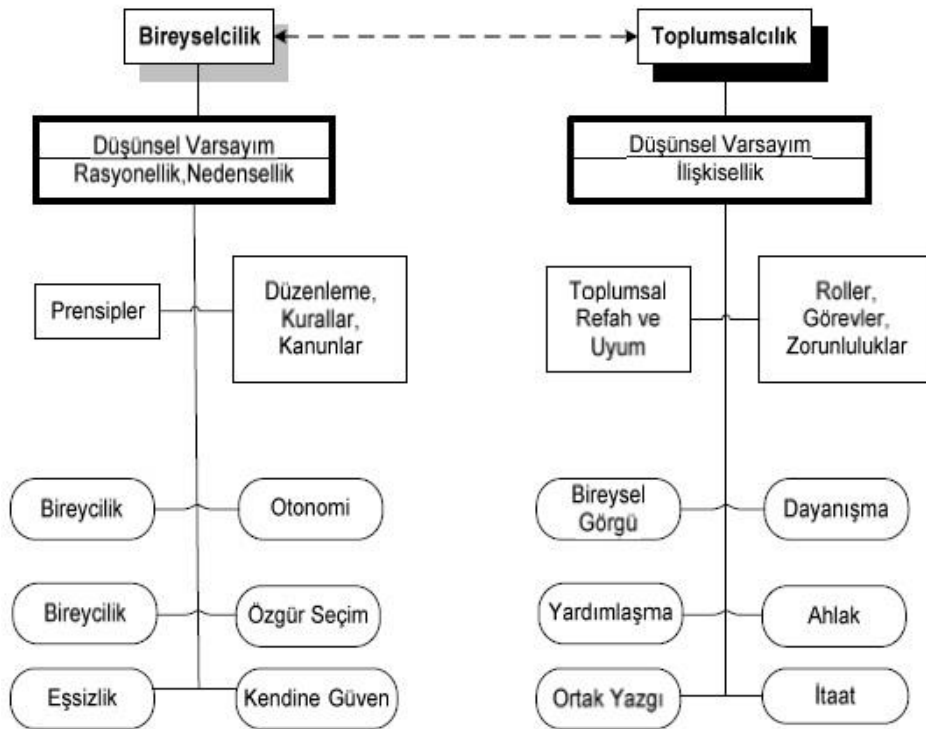 Bireyselcilik
Toplumsalcılık
Düşünsel Varsayım
Rasyonellik,Nedensellik
Düşünsel Varsayım
İlişkisellik
Prensipler
Düzenleme,
Kurallar,
Kanunlar
Toplumsal
Refah ve
Uyum
Roller,
Görevler,
Zorunluluklar
Bireycilik
Otonomi
Bireysel
Görgü
Dayanışma
Bireycilik
Özgür Seçim
Yardımlaşma
Ahlak
Eşsizlik
Kendine Güven
Ortak Yazgı
İtaat